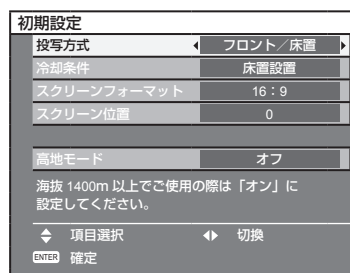 初期設定
投写方式 フロント／床置
冷却条件 床置設置
スクリーンフォーマット 16：9
スクリーン位置 0
高地モード オフ
海抜 1400m 以上でご使用の際は「オン」に
設定してください。
項目選択 切換
ENTER 確定